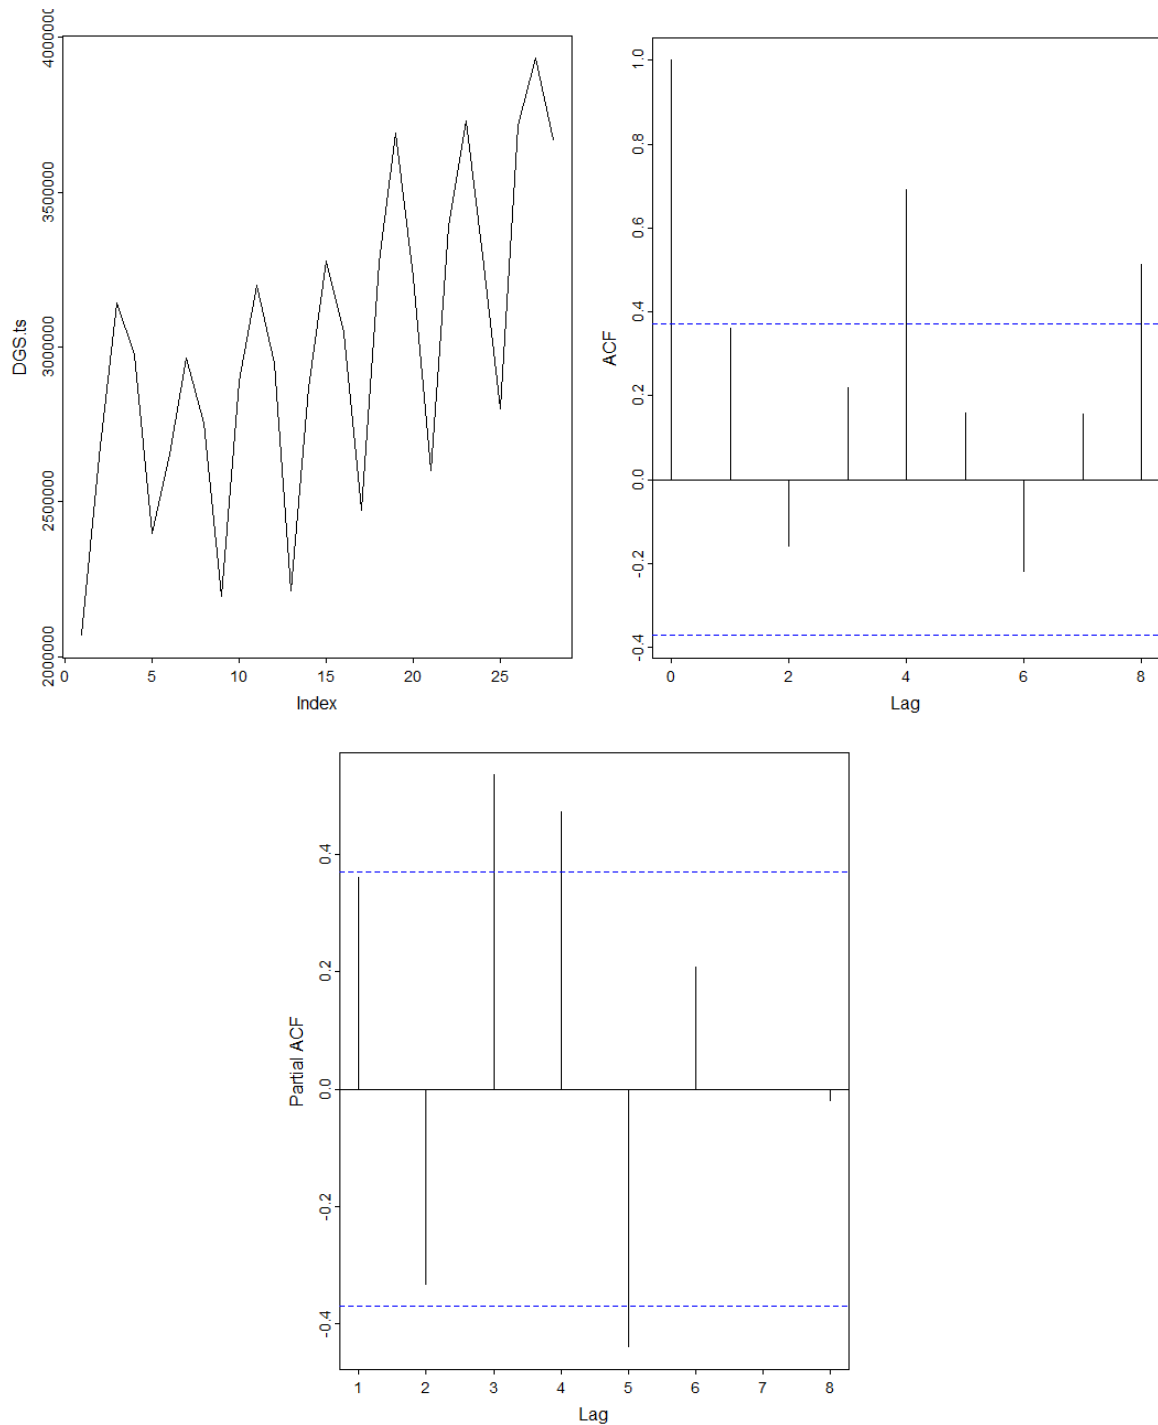 DGS.ts
2000000 2500000 3000000 3500000 4000000
0 5 10 15 20 25
Index
ACF
-0.4 -0.2 0.0 0.2 0.4 0.6 0.8 1.0
0 2 4 6 8
Lag
Partial ACF
-0.4 -0.2 0.0 0.2 0.4
1 2 3 4 5 6 7 8
Lag